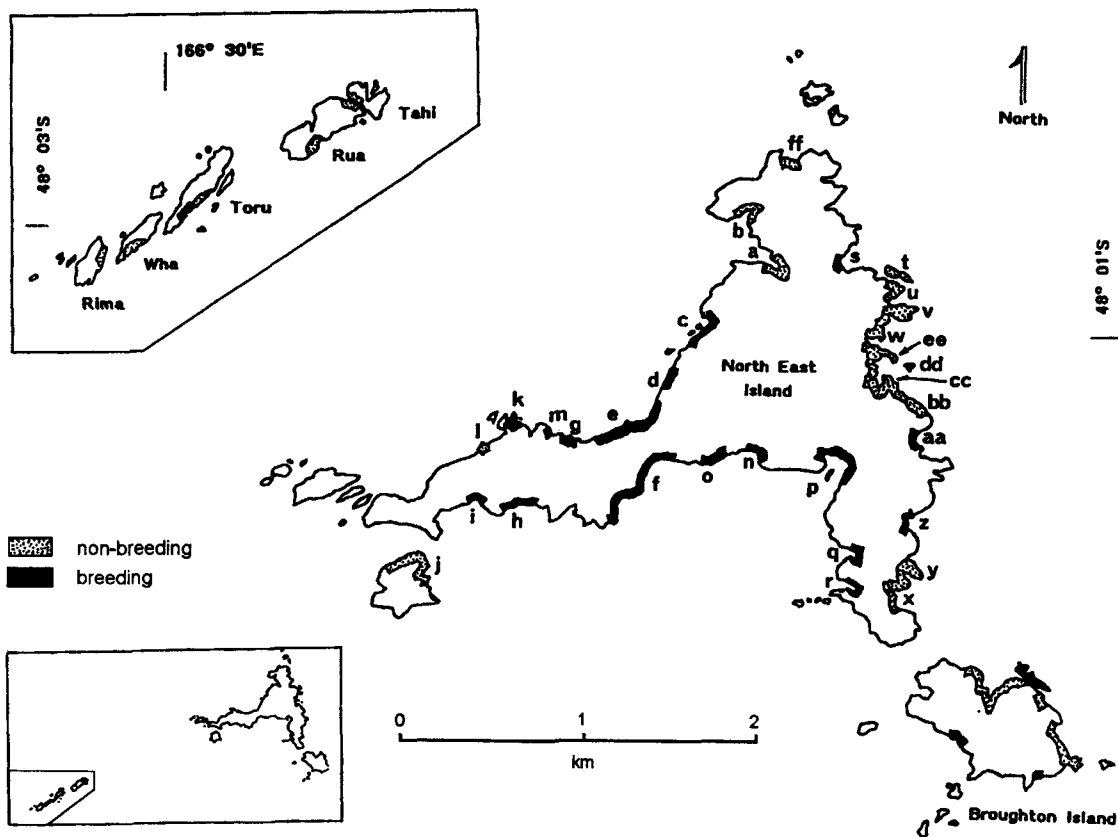 166° 30'E
48° 03'S
Tahi
Rua
Toru
Wha
Rima
North
48° 01'S
ff
b
a
s
t
u
v
w
ee
dd
cc
bb
aa
c
d
North East
Island
k
m
g
e
l
f
o
n
p
i
h
z
j
q
y
r
x
non-breeding
breeding
0
1
2
km
Broughton Island